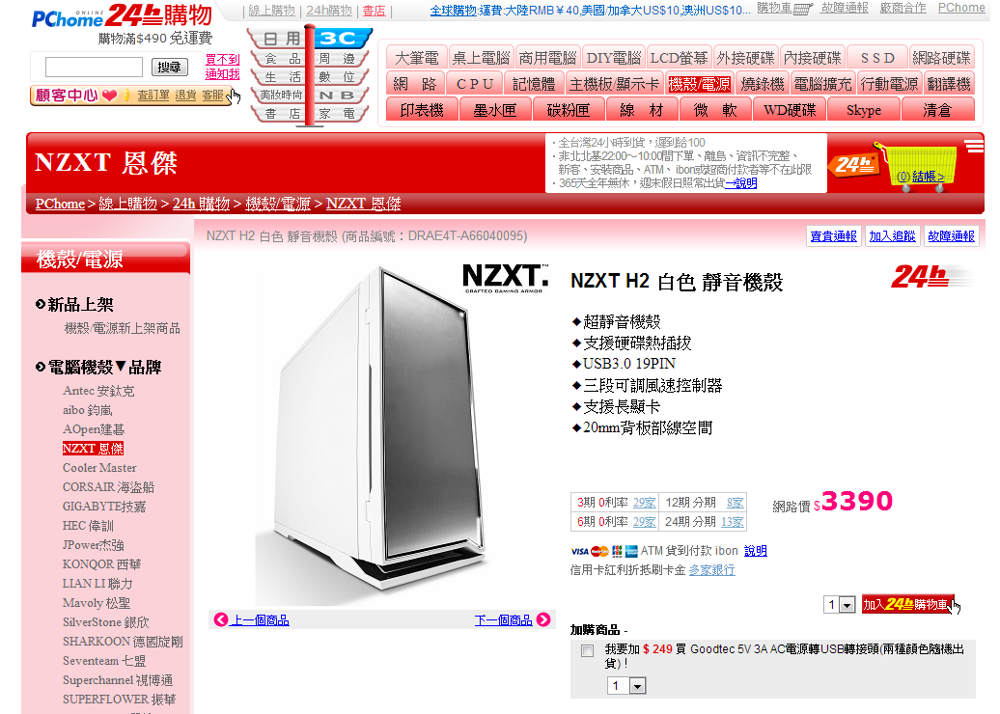 PChome ONLINE 24h購物
| 線上購物 | 24h購物 | 書店 |
全球購物:運費:大陸RMB￥40,美國/加拿大US$10,澳洲US$10...
購物車 故障通報 廠商合作 PChome
購物滿$490 免運費
搜尋
買不到
通知我
顧客中心 查訂單 退貨 客服
日用 3C
食品 周邊
生活 數位
美妝時尚 NB
書店 家電
大筆電 桌上電腦 商用電腦 DIY電腦 LCD螢幕 外接硬碟 內接硬碟 SSD 網路硬碟
網路 CPU 記憶體 主機板/顯示卡 機殼/電源 燒錄機 電腦擴充 行動電源 翻譯機
印表機 墨水匣 碳粉匣 線材 微軟 WD硬碟 Skype 清倉
NZXT 恩傑
‧全台灣24小時到貨，遲到給100
‧非北北基22:00～10:00間下單、離島、資訊不完整、
新客、安裝商品、ATM、ibon或超商付款者等不在此限
‧365天全年無休，週末假日照常出貨→說明
24h
(0) 結帳>
PChome > 線上購物 > 24h 購物 > 機殼/電源 > NZXT 恩傑
NZXT H2 白色 靜音機殼 (商品編號：DRAE4T-A66040095)
賣貴通報 加入追蹤 故障通報
機殼/電源
新品上架
機殼/電源新上架商品
電腦機殼▼品牌
Antec 安鈦克
aibo 鈞嵐
AOpen建碁
NZXT 恩傑
Cooler Master
CORSAIR 海盜船
GIGABYTE技嘉
HEC 偉訓
JPower杰強
KONQOR 西華
LIAN LI 聯力
Mavoly 松聖
SilverStone 銀欣
SHARKOON 德國旋剛
Seventeam 七盟
Superchannel 視博通
SUPERFLOWER 振華
NZXT.
CRAFTED GAMING ARMOR
NZXT H2 白色 靜音機殼
24h
◆超靜音機殼
◆支援硬碟熱插拔
◆USB3.0 19PIN
◆三段可調風速控制器
◆支援長顯卡
◆20mm背板部線空間
3期 0利率 29家 12期 分期 8家
6期 0利率 29家 24期 分期 13家
網路價 $3390
VISA ATM 貨到付款 ibon 說明
信用卡紅利折抵刷卡金 多家銀行
上一個商品 下一個商品
1 加入24h購物車
加購商品 -
我要加 $ 249 買 Goodtec 5V 3A AC電源轉USB轉接頭(兩種顏色隨機出
貨)！
1